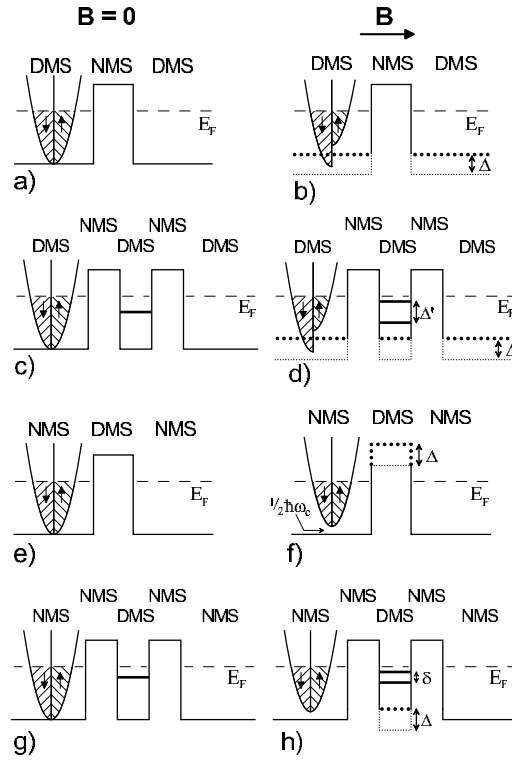 B = 0
B
DMS NMS DMS
E_F
a)
DMS NMS DMS
E_F
Δ
b)
NMS NMS
DMS DMS DMS
E_F
c)
NMS NMS
DMS DMS DMS
E_F
Δ'
Δ
d)
NMS DMS NMS
E_F
e)
NMS DMS NMS
Δ
E_F
1/2ħω_c
f)
NMS NMS
NMS DMS NMS
E_F
g)
NMS NMS
NMS DMS NMS
E_F
δ
Δ
h)